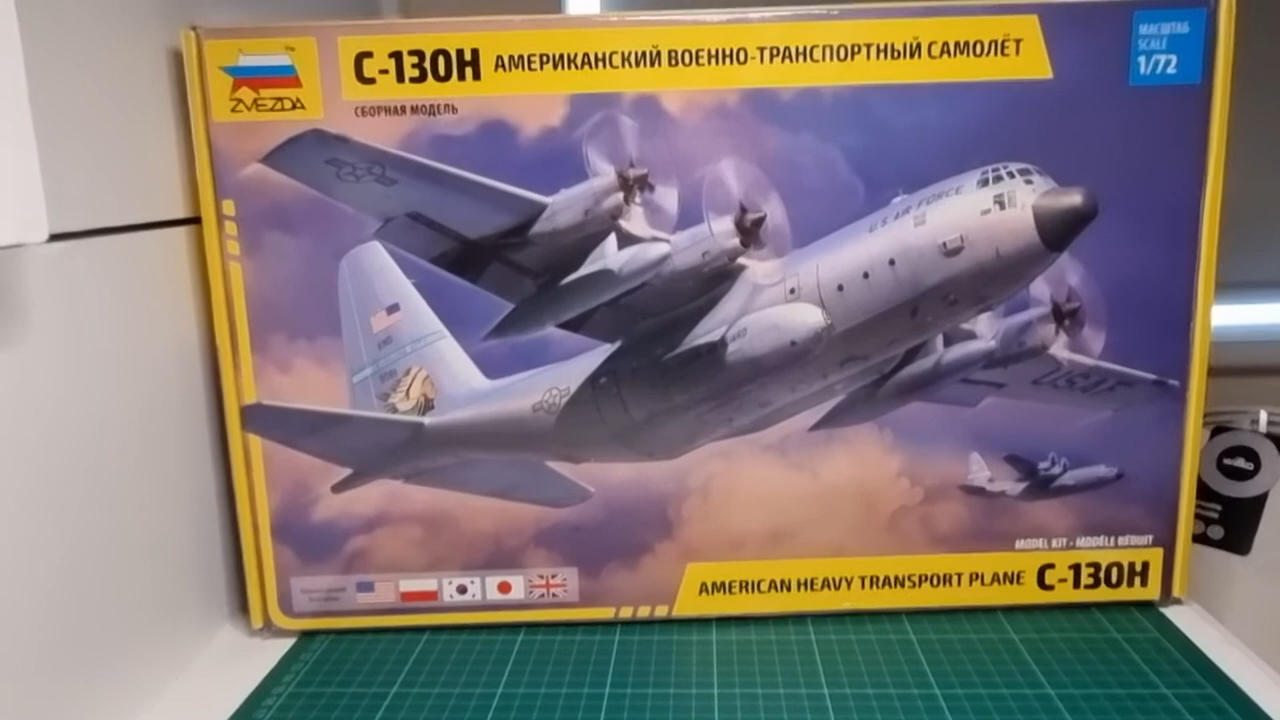 ZVEZDA
С-130Н АМЕРИКАНСКИЙ ВОЕННО-ТРАНСПОРТНЫЙ САМОЛЁТ
МАСШТАБ
SCALE
1/72
СБОРНАЯ МОДЕЛЬ
U.S. AIR FORCE
USAF
MODEL KIT - MODÈLE RÉDUIT
AMERICAN HEAVY TRANSPORT PLANE C-130H